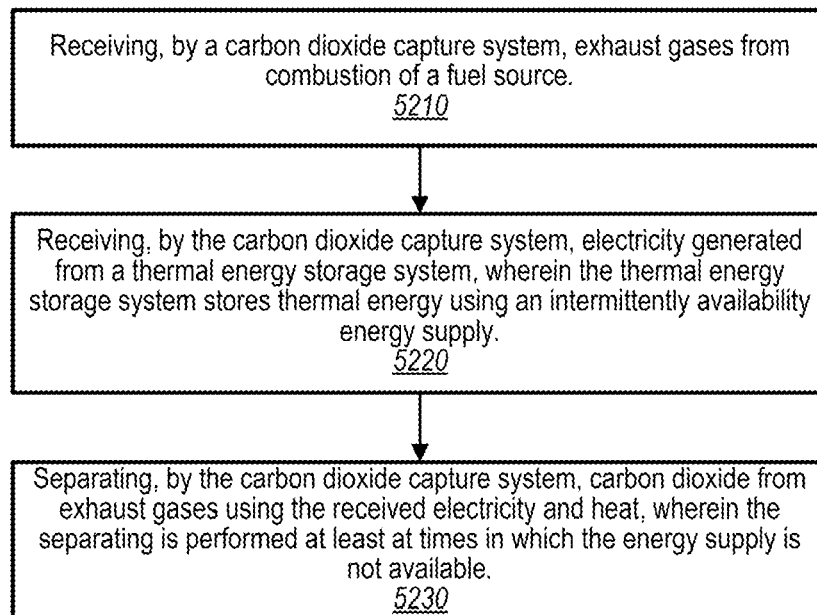 Receiving, by a carbon dioxide capture system, exhaust gases from
combustion of a fuel source.
5210
Receiving, by the carbon dioxide capture system, electricity generated
from a thermal energy storage system, wherein the thermal energy
storage system stores thermal energy using an intermittently availability
energy supply.
5220
Separating, by the carbon dioxide capture system, carbon dioxide from
exhaust gases using the received electricity and heat, wherein the
separating is performed at least at times in which the energy supply is
not available.
5230